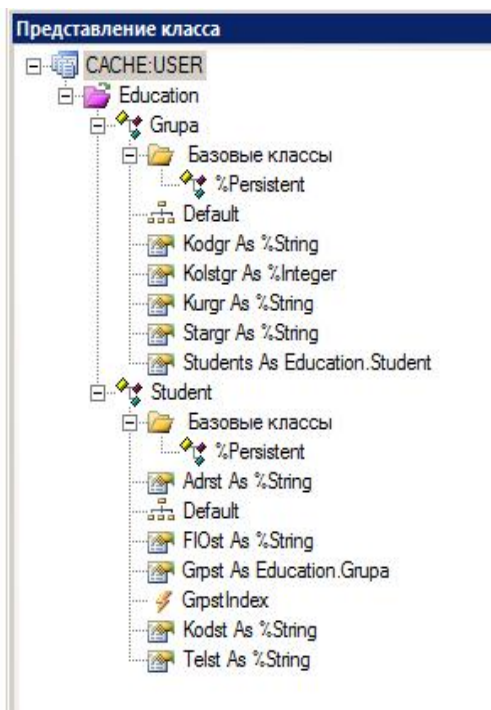 Представление класса
CACHE:USER
Education
Grupa
Базовые классы
%Persistent
Default
Kodgr As %String
Kolstgr As %Integer
Kurgr As %String
Stargr As %String
Students As Education.Student
Student
Базовые классы
%Persistent
Adrst As %String
Default
FIOst As %String
Grpst As Education.Grupa
GrpstIndex
Kodst As %String
Telst As %String